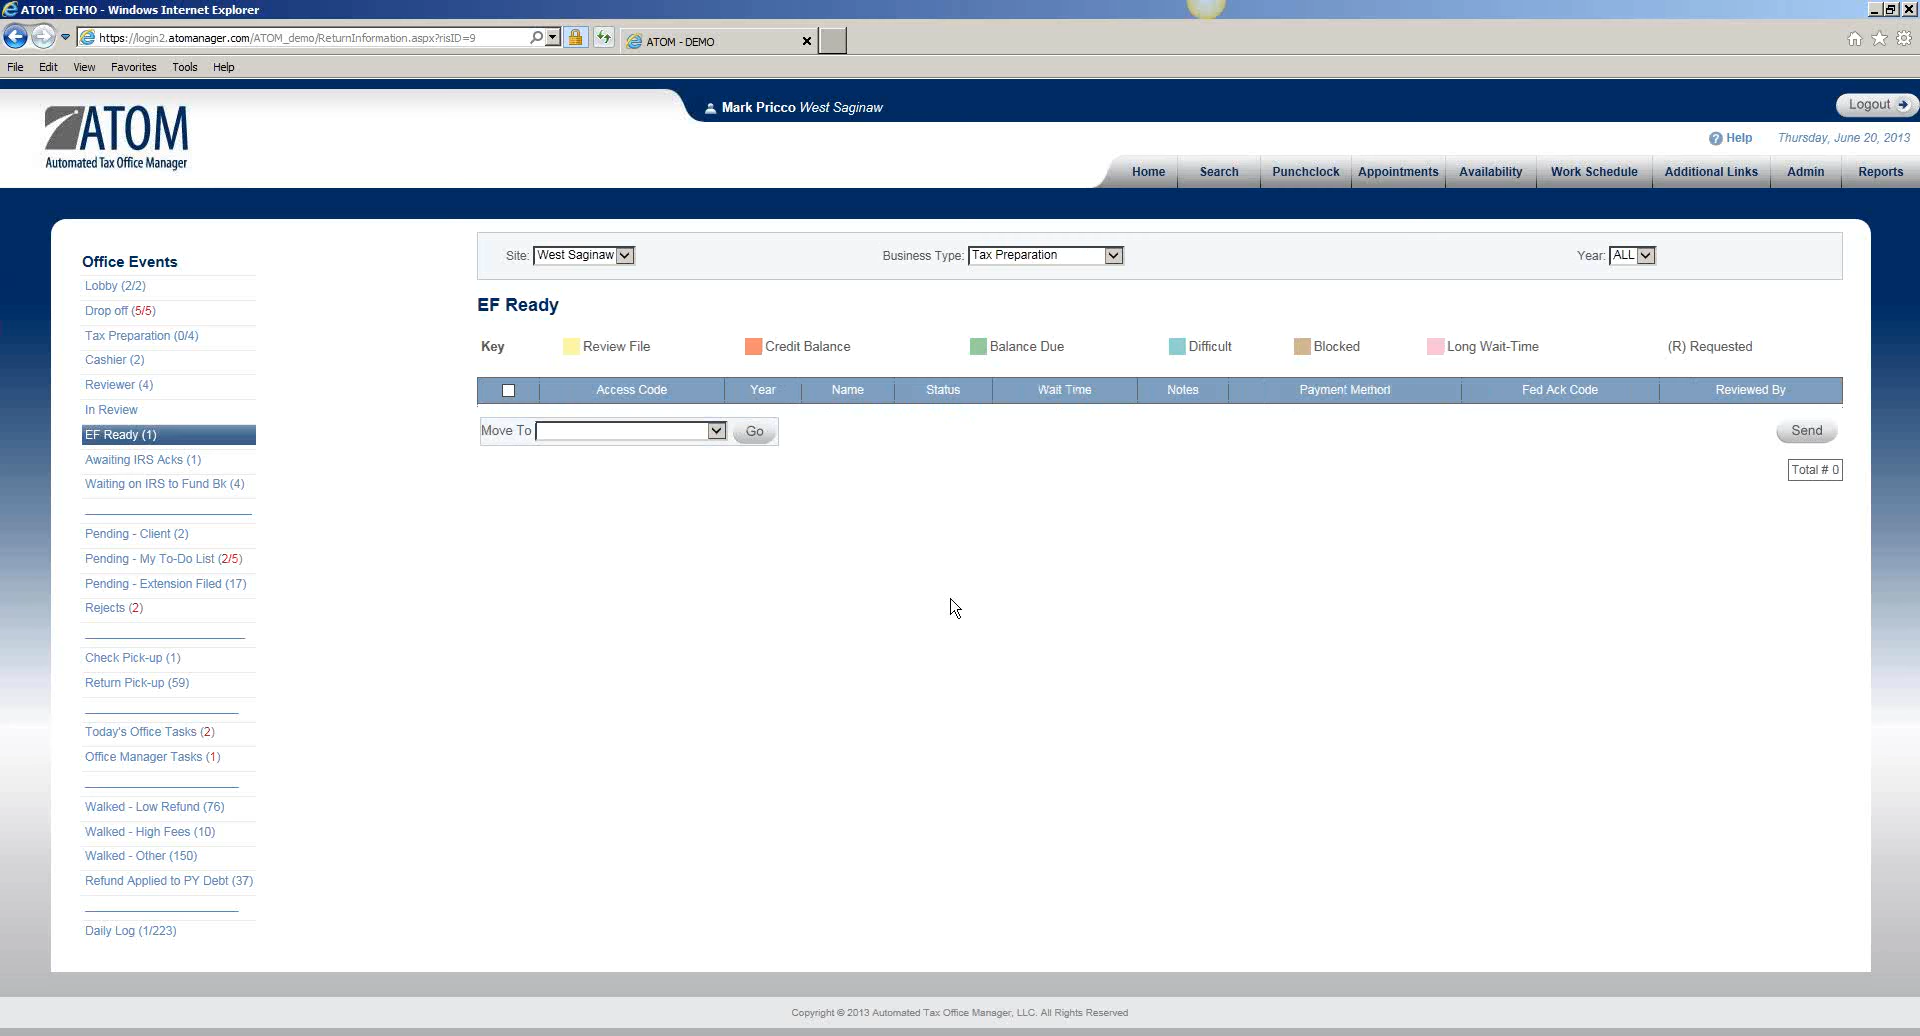 ATOM - DEMO - Windows Internet Explorer
https://login2.atomanager.com/ATOM_demo/ReturnInformation.aspx?risID=9
ATOM - DEMO
File Edit View Favorites Tools Help
Mark Pricco West Saginaw
Logout
ATOM
Automated Tax Office Manager
Help Thursday, June 20, 2013
Home Search Punchclock Appointments Availability Work Schedule Additional Links Admin Reports
Site: West Saginaw Business Type: Tax Preparation Year: ALL
Office Events
Lobby (2/2)
Drop off (5/5)
Tax Preparation (0/4)
Cashier (2)
Reviewer (4)
In Review
EF Ready (1)
Awaiting IRS Acks (1)
Waiting on IRS to Fund Bk (4)
Pending - Client (2)
Pending - My To-Do List (2/5)
Pending - Extension Filed (17)
Rejects (2)
Check Pick-up (1)
Return Pick-up (59)
Today's Office Tasks (2)
Office Manager Tasks (1)
Walked - Low Refund (76)
Walked - High Fees (10)
Walked - Other (150)
Refund Applied to PY Debt (37)
Daily Log (1/223)
EF Ready
Key Review File Credit Balance Balance Due Difficult Blocked Long Wait-Time (R) Requested
Access Code Year Name Status Wait Time Notes Payment Method Fed Ack Code Reviewed By
Move To Go Send
Total # 0
Copyright © 2013 Automated Tax Office Manager, LLC. All Rights Reserved